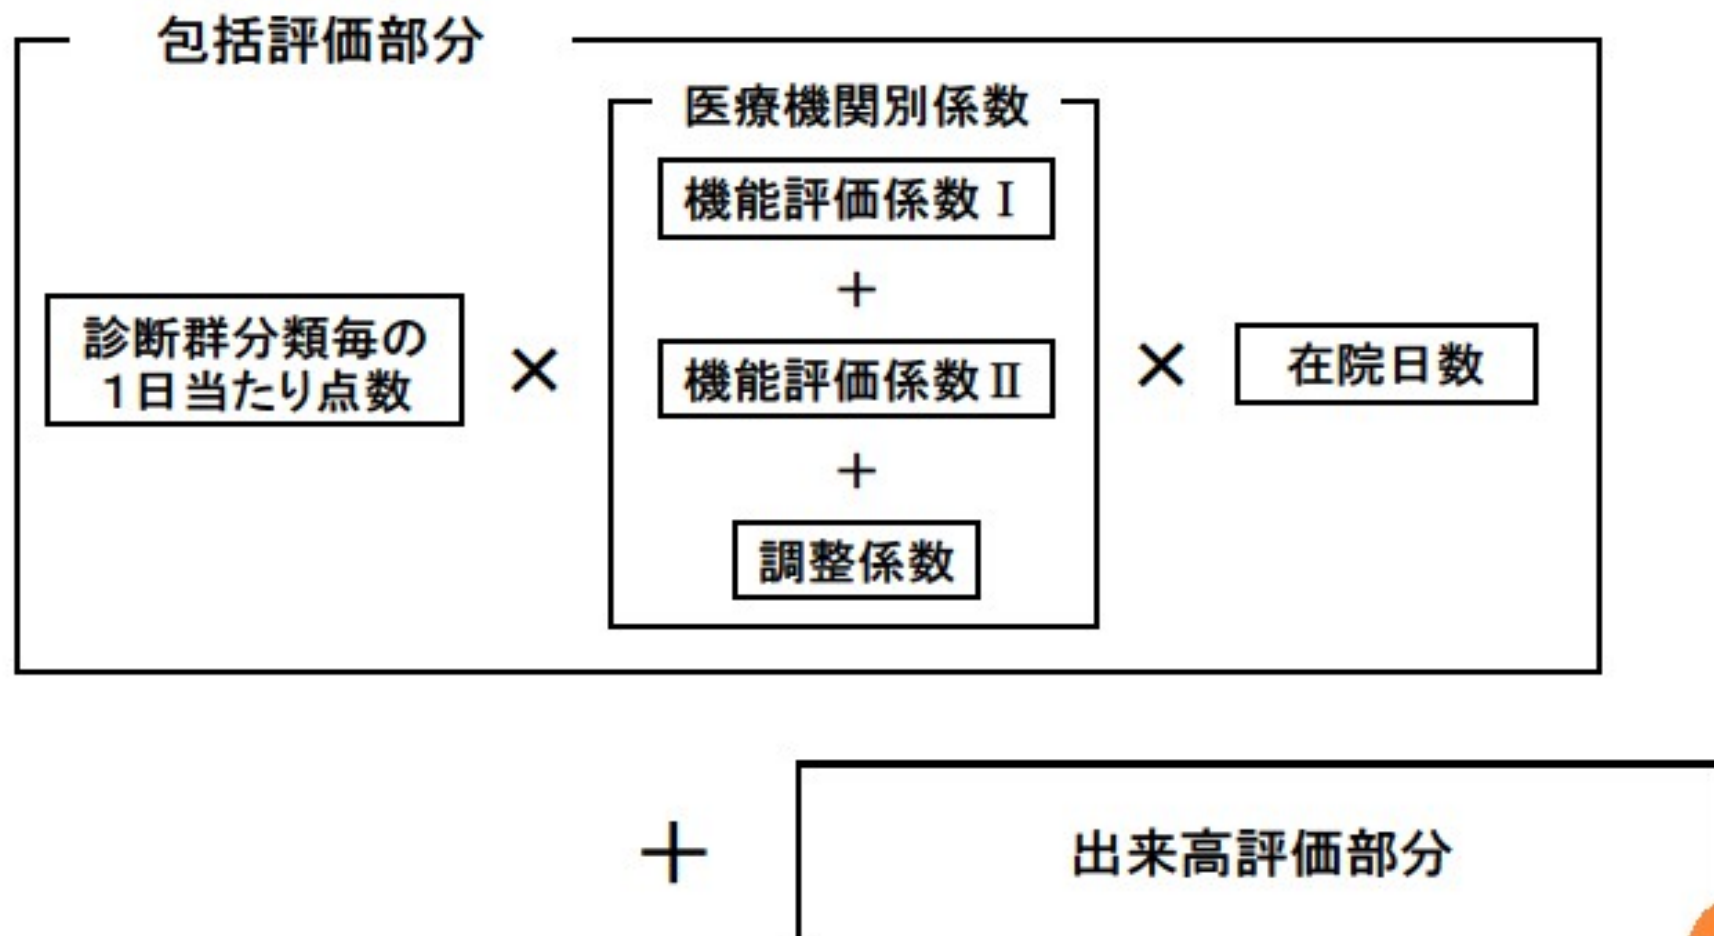 包括評価部分
医療機関別係数
機能評価係数Ⅰ
+
機能評価係数Ⅱ
+
調整係数
診断群分類毎の
1日当たり点数
×
×
在院日数
+
出来高評価部分